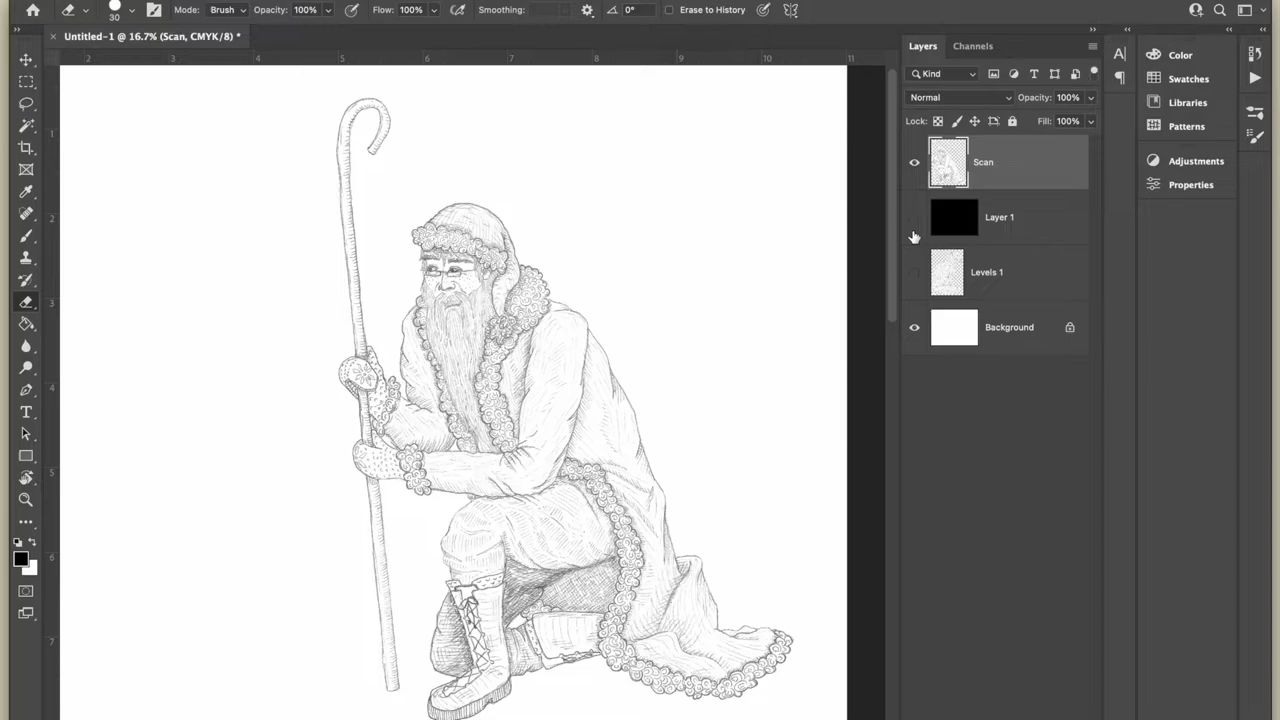 30
Mode: Brush Opacity: 100% Flow: 100% Smoothing: 0° Erase to History
Untitled-1 @ 16.7% (Scan, CMYK/8) *
2 3 4 5 6 7 8 9 10 11
1
2
3
4
5
6
7
Layers Channels
Kind
Normal Opacity: 100%
Lock: Fill: 100%
Scan
Layer 1
Levels 1
Background
Color
Swatches
Libraries
Patterns
Adjustments
Properties